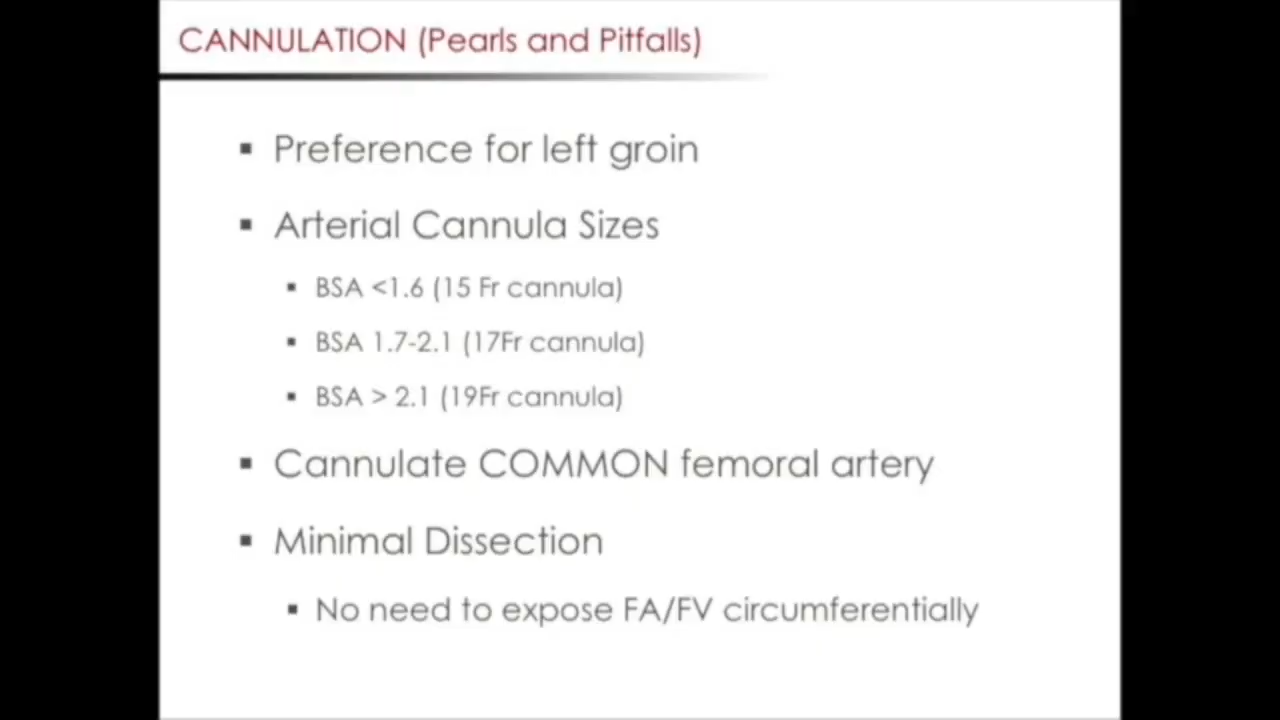 CANNULATION (Pearls and Pitfalls)
▪ Preference for left groin
▪ Arterial Cannula Sizes
▪ BSA <1.6 (15 Fr cannula)
▪ BSA 1.7-2.1 (17Fr cannula)
▪ BSA > 2.1 (19Fr cannula)
▪ Cannulate COMMON femoral artery
▪ Minimal Dissection
▪ No need to expose FA/FV circumferentially